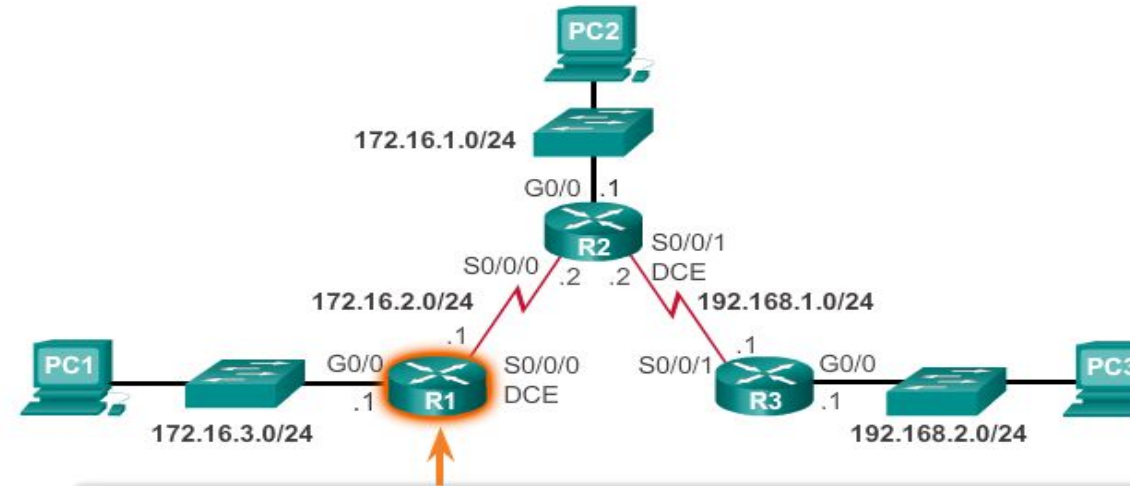 PC2
172.16.1.0/24
G0/0 .1
R2
S0/0/1
DCE
S0/0/0
.2 .2
172.16.2.0/24
192.168.1.0/24
.1
.1
PC1
G0/0
S0/0/0
DCE
S0/0/1
G0/0
PC3
R1
R3
.1
.1
172.16.3.0/24
192.168.2.0/24